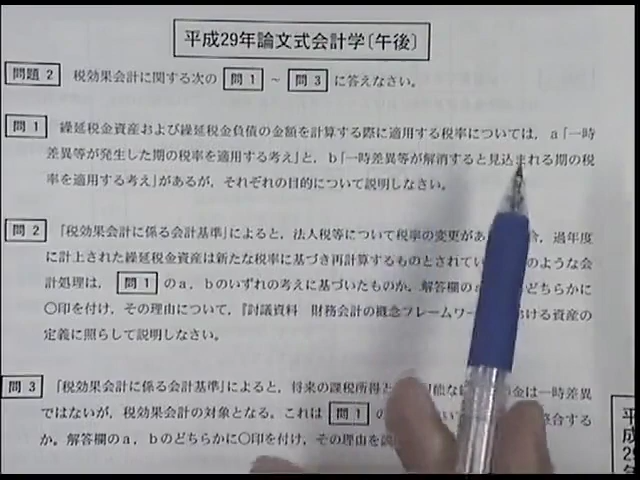 平成29年論文式会計学〔午後〕
問題2 税効果会計に関する次の 問1 ～ 問3 に答えなさい。
問1 繰延税金資産および繰延税金負債の金額を計算する際に適用する税率については，a「一時
差異等が発生した期の税率を適用する考え」と，b「一時差異等が解消すると見込まれる期の税
率を適用する考え」があるが，それぞれの目的について説明しなさい。
問2 「税効果会計に係る会計基準」によると，法人税等について税率の変更があ 合，過年度
に計上された繰延税金資産は新たな税率に基づき再計算するものとされてい のような会
計処理は， 問1 のa，bのいずれの考えに基づいたものか，解答欄のa どちらかに
○印を付け，その理由について，『討議資料 財務会計の概念フレームワー ける資産の
定義に照らして説明しなさい。
問3 「税効果会計に係る会計基準」によると，将来の課税所得と 能な 金は一時差異
ではないが，税効果会計の対象となる。これは 問1 の 合する
か。解答欄のa，bのどちらかに○印を付け，その理由を説
平成29